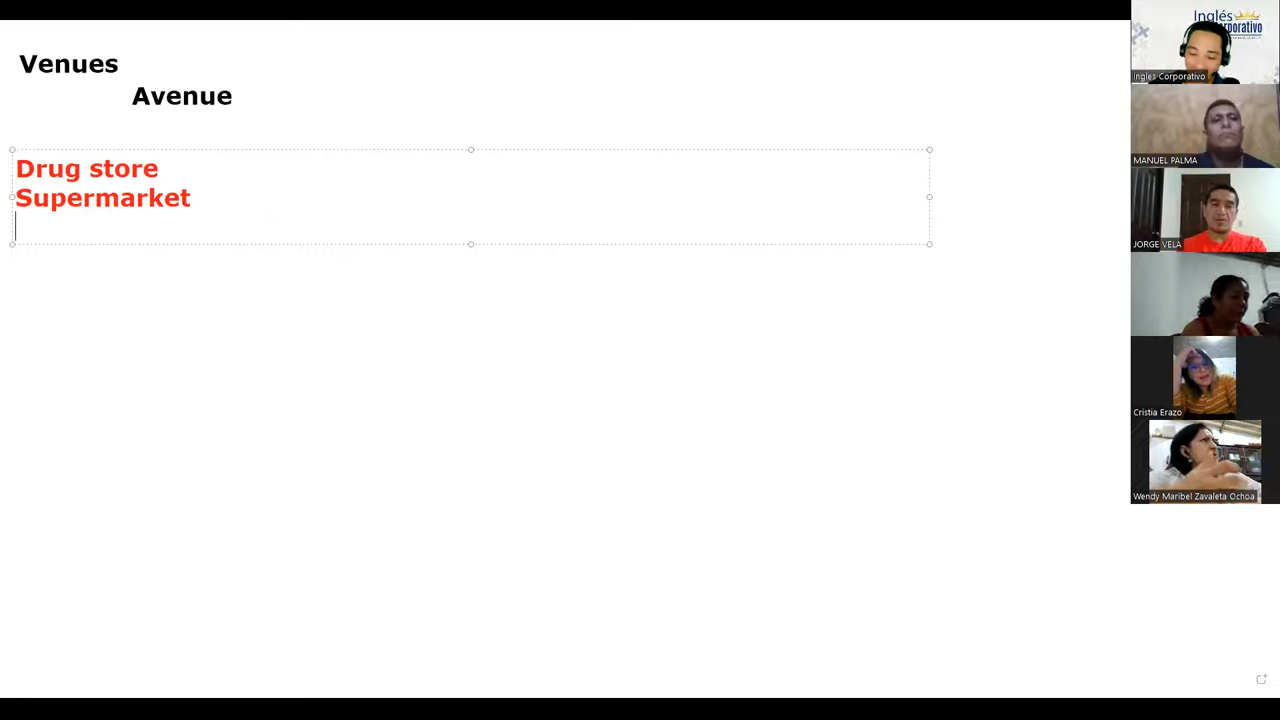 Venues
Avenue
Drug store
Supermarket
Inglés
Corporativo
Ingles Corporativo
MANUEL PALMA
JORGE VELA
Cristia Erazo
Wendy Maribel Zavaleta Ochoa